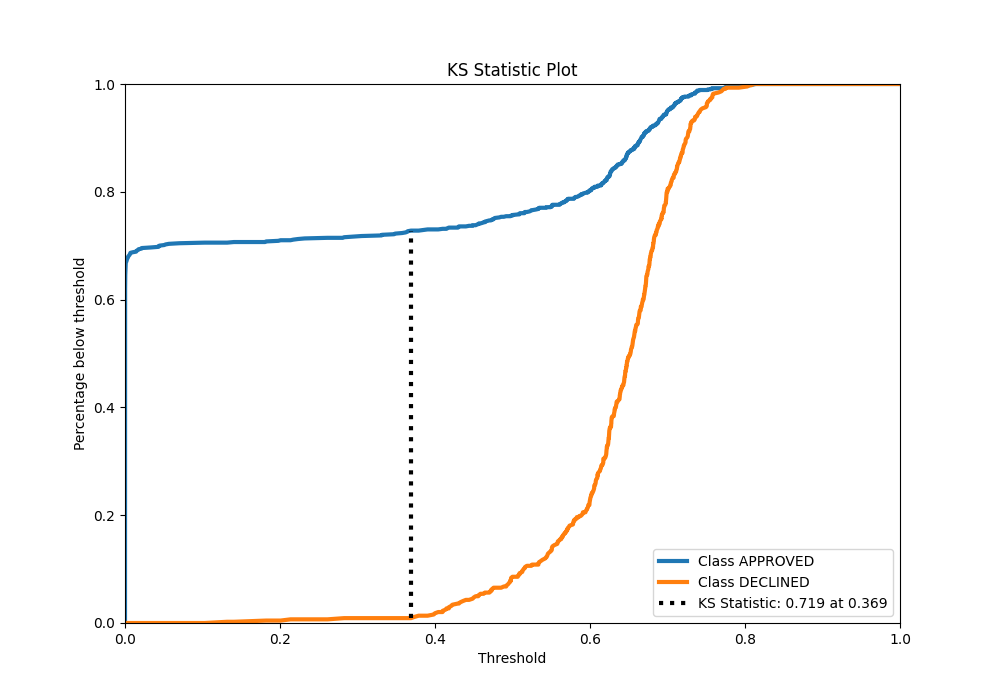 KS Statistic Plot
1.0
0.8
0.6
0.4
0.2
0.0
Percentage below threshold
0.0 0.2 0.4 0.6 0.8 1.0
Threshold
Class APPROVED
Class DECLINED
KS Statistic: 0.719 at 0.369